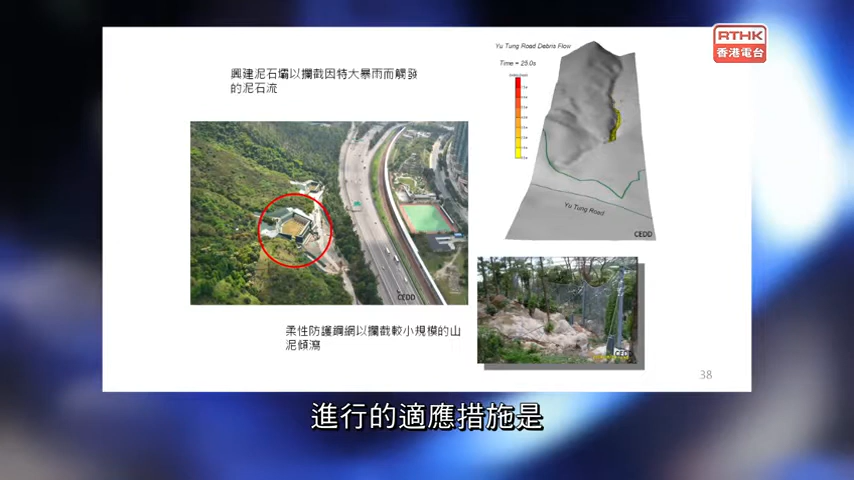 RTHK
香港電台
Yu Tung Road Debris Flow
Time = 25.0s
興建泥石壩以攔截因特大暴雨而觸發
的泥石流
Yu Tung Road
CEDD
CEDD
柔性防護鋼網以攔截較小規模的山
泥傾瀉
CEDD
38
進行的適應措施是